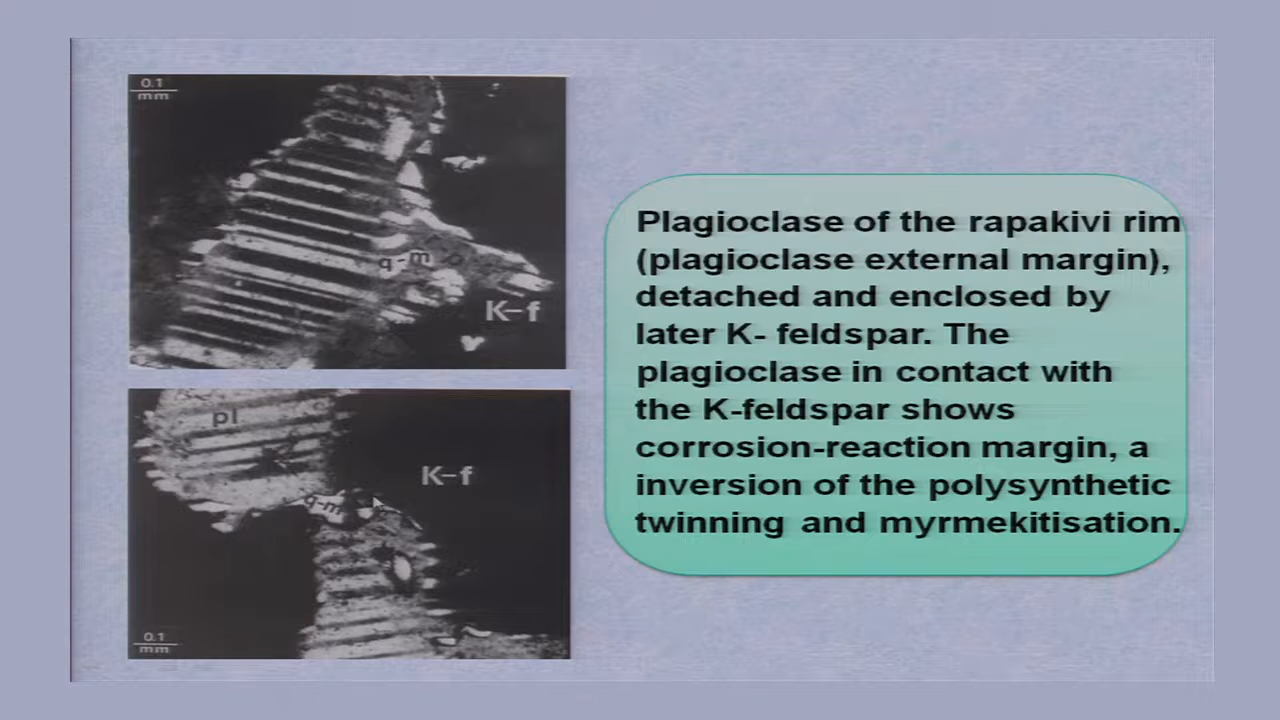 0.1
mm
q-m
K-f
pl
K-f
q-m
0.1
mm
Plagioclase of the rapakivi rim
(plagioclase external margin),
detached and enclosed by
later K- feldspar. The
plagioclase in contact with
the K-feldspar shows
corrosion-reaction margin, a
inversion of the polysynthetic
twinning and myrmekitisation.